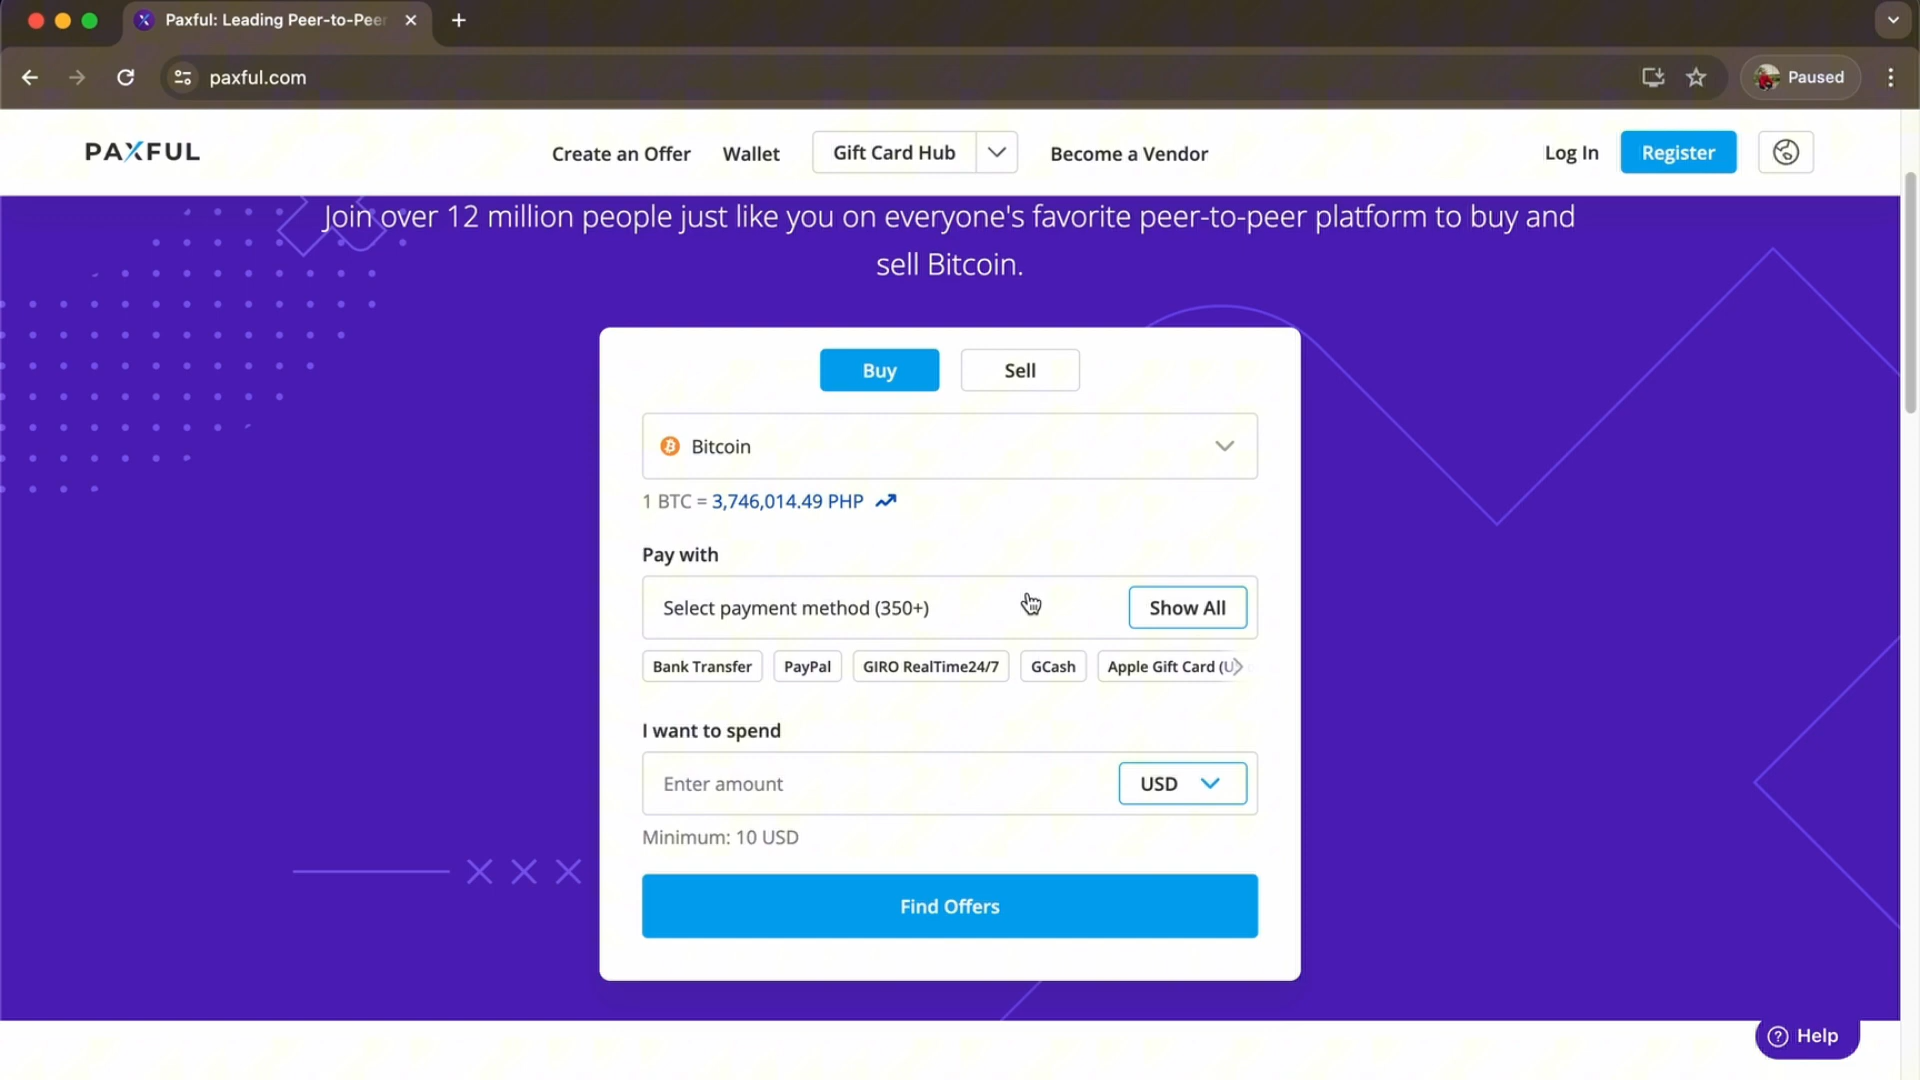 Paxful: Leading Peer-to-Peer
paxful.com
Paused
PAXFUL
Create an Offer
Wallet
Gift Card Hub
Become a Vendor
Log In
Register
Join over 12 million people just like you on everyone's favorite peer-to-peer platform to buy and
sell Bitcoin.
Buy
Sell
Bitcoin
1 BTC = 3,746,014.49 PHP
Pay with
Select payment method (350+)
Show All
Bank Transfer
PayPal
GIRO RealTime24/7
GCash
Apple Gift Card (U
I want to spend
Enter amount
USD
Minimum: 10 USD
Find Offers
Help